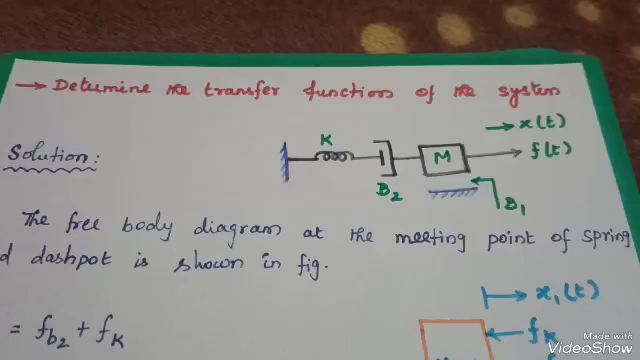 → Determine the transfer function of the system
→ x(t)
K
f(t)
Solution:
M
B2
B1
The free body diagram at the meeting point of spring
d dashpot is shown in fig.
→ x1(t)
= fb2 + fk
fk
Made with
VideoShow